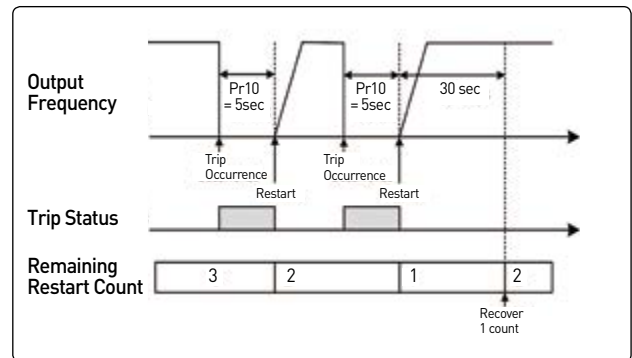 Output
Frequency
Pr10
= 5sec
Pr10
= 5sec
30 sec
Trip
Occurrence
Restart
Trip
Occurrence
Restart
Trip Status
Remaining
Restart Count
3
2
1
2
Recover
1 count